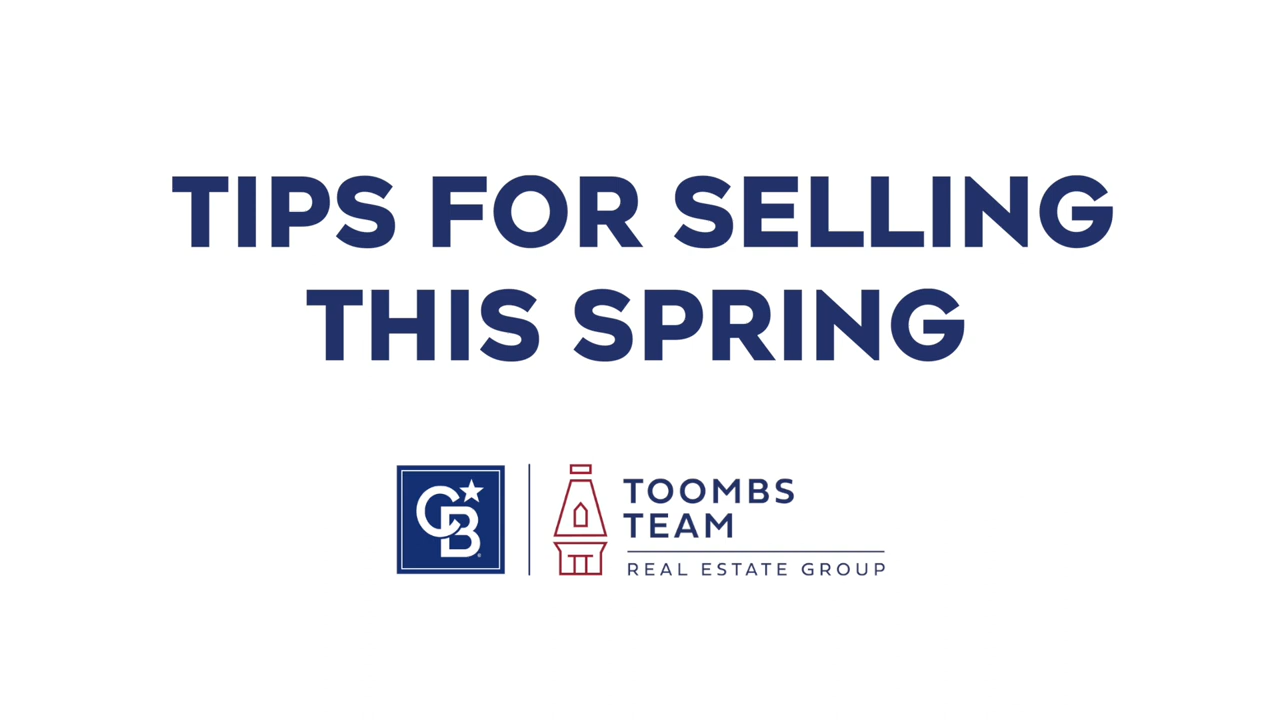 TIPS FOR SELLING
THIS SPRING
CB
TOOMBS
TEAM
REAL ESTATE GROUP